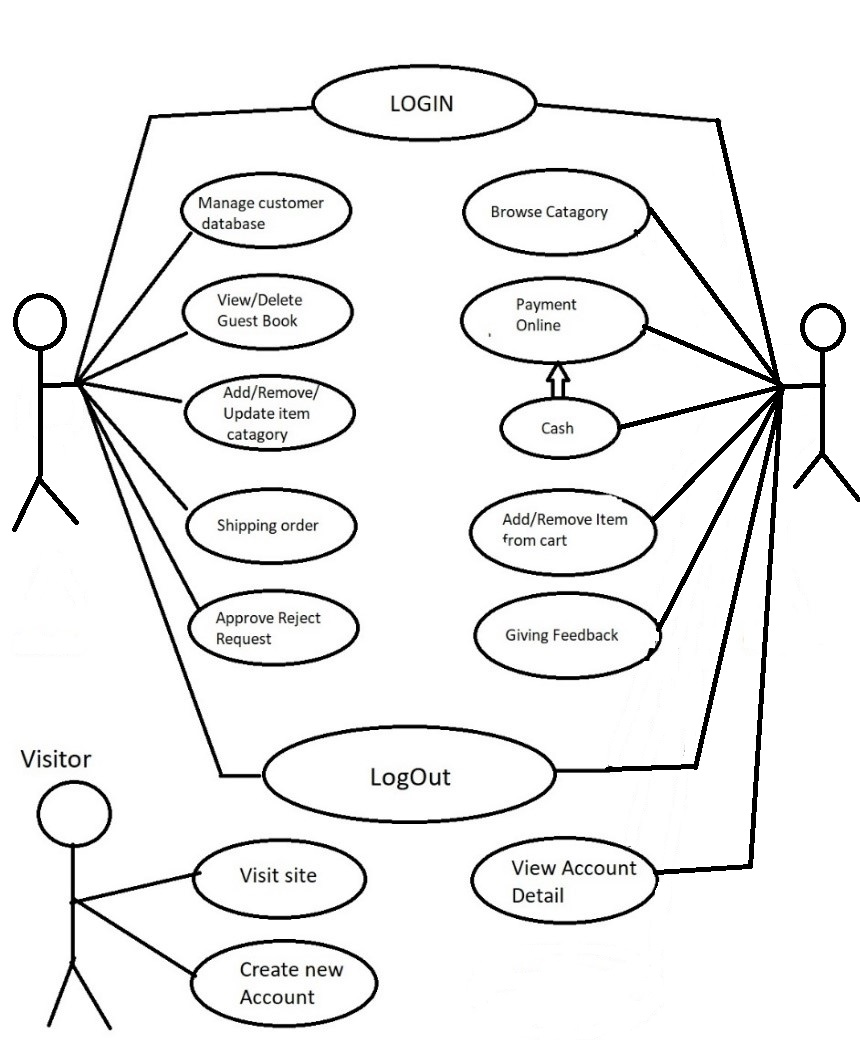 LOGIN
Manage customer
database
Browse Catagory
View/Delete
Guest Book
Payment
Online
Add/Remove/
Update item
catagory
Cash
Shipping order
Add/Remove Item
from cart
Approve Reject
Request
Giving Feedback
LogOut
Visitor
Visit site
View Account
Detail
Create new
Account